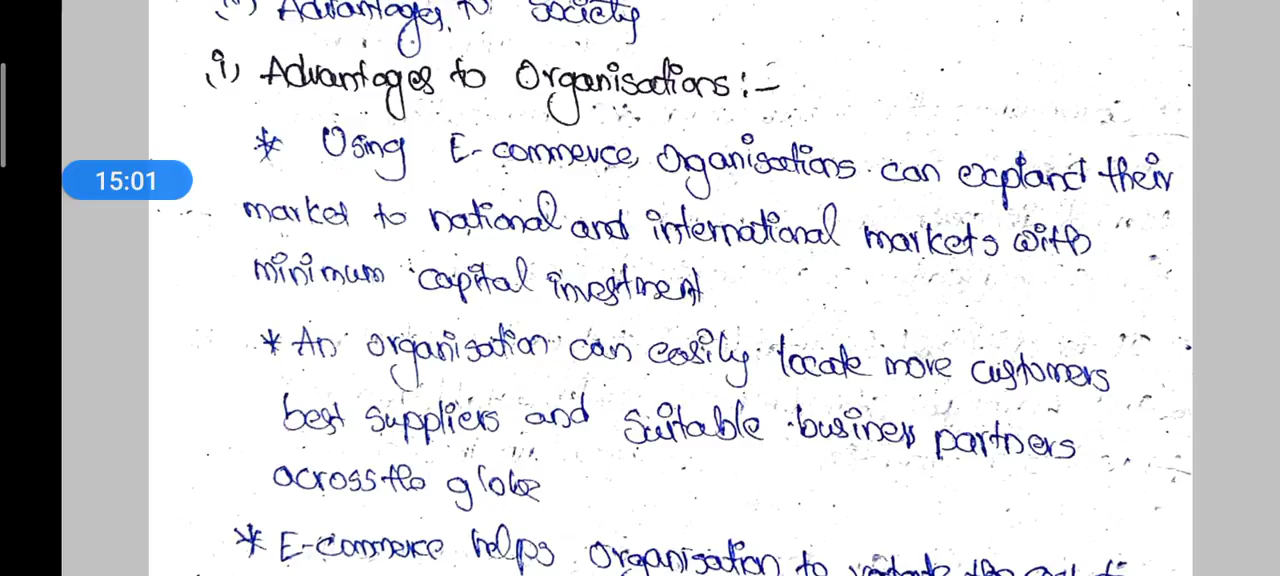 Advantages to society
(i) Advantages to Organisations:-
* Using E-commerce, organisations can expland their
15:01
market to national and international markets with
minimum capital investment
* An organisation can easily locate more customers
best suppliers and suitable business partners
across the globe
* E-commerce helps organisation to